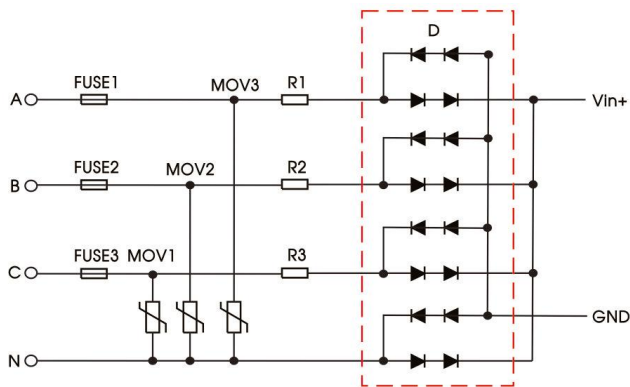 D
FUSE1
MOV3
R1
A
VIn+
FUSE2
MOV2
R2
B
FUSE3
MOV1
R3
C
GND
N